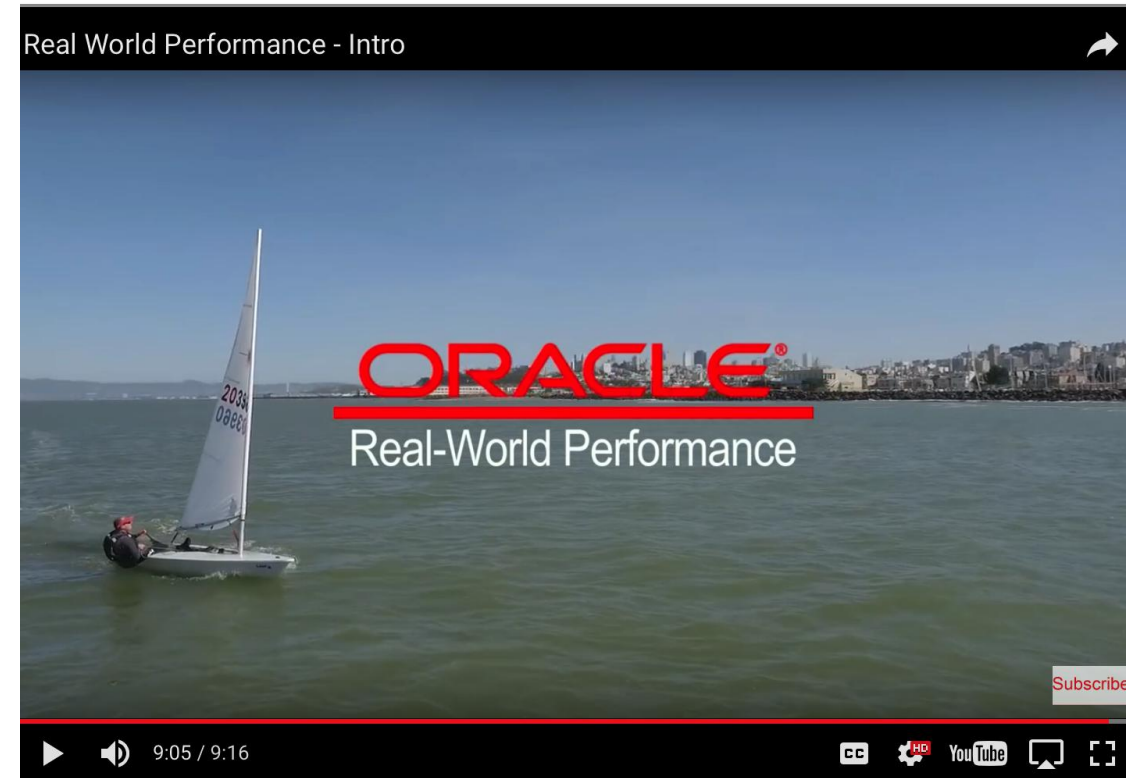 Real World Performance - Intro
ORACLE®
Real-World Performance
Subscribe
9:05 / 9:16
CC
HD
YouTube